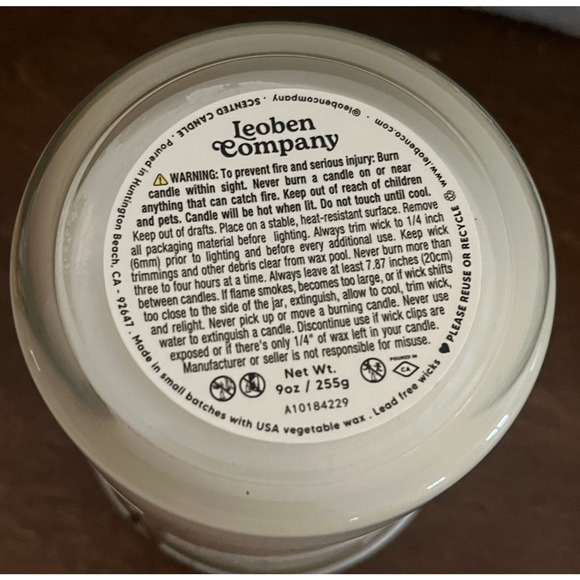 Leoben
Company
WARNING: To prevent fire and serious injury: Burn
candle within sight. Never burn a candle on or near
anything that can catch fire. Keep out of reach of children
and pets. Candle will be hot when lit. Do not touch until cool.
Keep out of drafts. Place on a stable, heat-resistant surface. Remove
all packaging material before lighting. Always trim wick to 1/4 inch
(6mm) prior to lighting and before every additional use. Keep wick
trimmings and other debris clear from wax pool. Never burn more than
three to four hours at a time. Always leave at least 7.87 inches (20cm)
between candles. If flame smokes, becomes too large, or if wick shifts
too close to the side of the jar, extinguish, allow to cool, trim wick,
and relight. Never pick up or move a burning candle. Never use
water to extinguish a candle. Discontinue use if wick clips are
exposed or if there's only 1/4" of wax left in your candle.
Manufacturer or seller is not responsible for misuse.
Net Wt.
9oz / 255g
A10184229
POURED IN
CA
SCENTED CANDLE . Poured in Huntington Beach, CA - 92647 . Made in small batches with USA vegetable wax . Lead free wicks
PLEASE REUSE OR RECYCLE
www.leobenco.com . @leobencompany